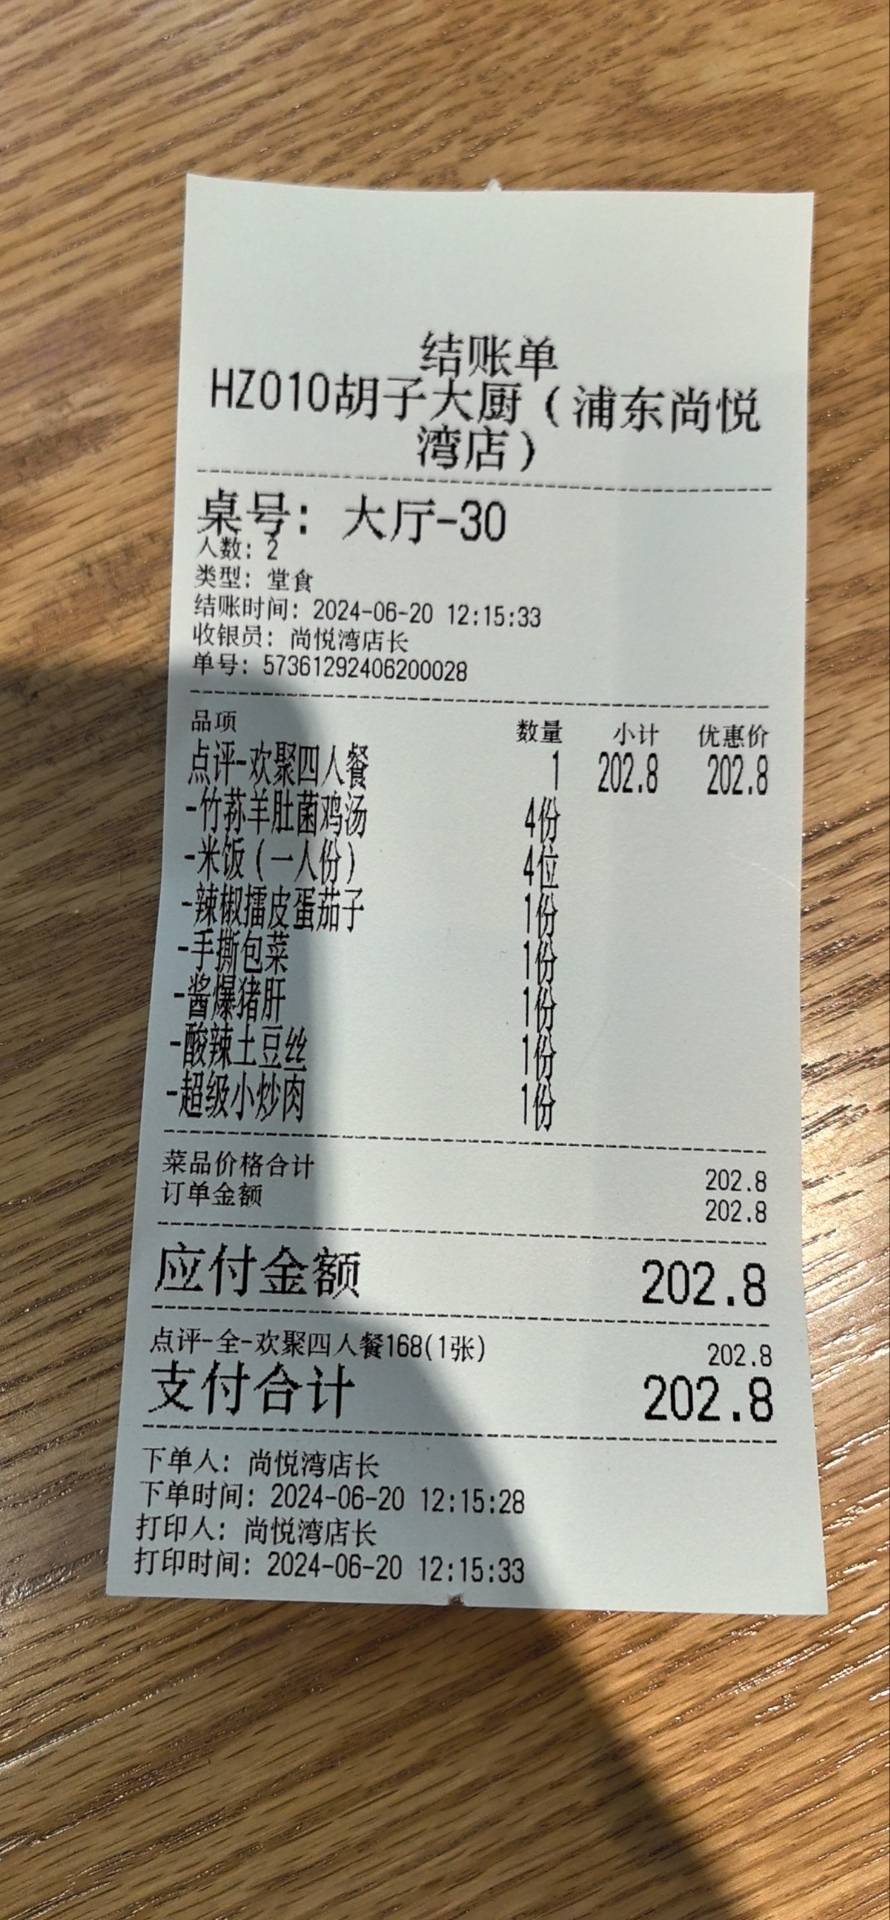 结账单
HZ010胡子大厨（浦东尚悦
湾店）
桌号：大厅-30
人数：2
类型：堂食
结账时间：2024-06-20 12:15:33
收银员：尚悦湾店长
单号：573612924062000​28
品项 数量 小计 优惠价
点评-欢聚四人餐 1 202.8 202.8
-竹荪羊肚菌鸡汤 4份
-米饭（一人份） 4位
-辣椒擂皮蛋茄子 1份
-手撕包菜 1份
-酱爆猪肝 1份
-酸辣土豆丝 1份
-超级小炒肉 1份
菜品价格合计 202.8
订单金额 202.8
应付金额 202.8
点评-全-欢聚四人餐168(1张) 202.8
支付合计 202.8
下单人：尚悦湾店长
下单时间：2024-06-20 12:15:28
打印人：尚悦湾店长
打印时间：2024-06-20 12:15:33